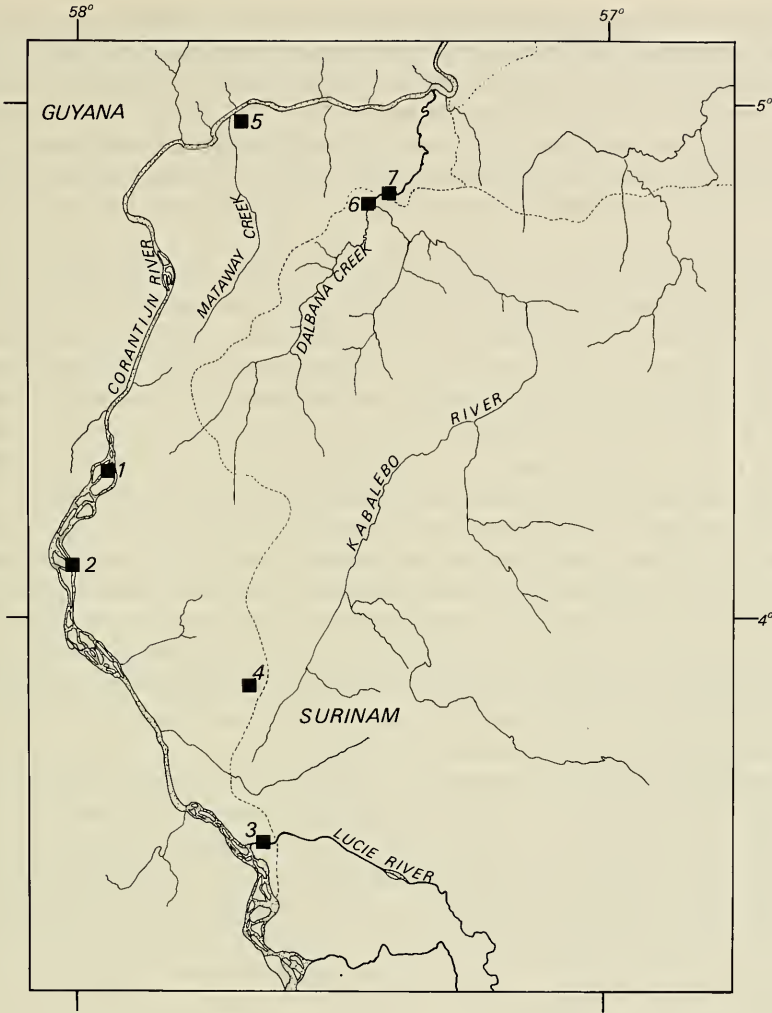 58° 57°
GUYANA 5°
5
7
6
MATAWAY CREEK
CORANTIJN RIVER
DALBANA CREEK
KABALEBO RIVER
1
2
4°
4
SURINAM
3
LUCIE RIVER